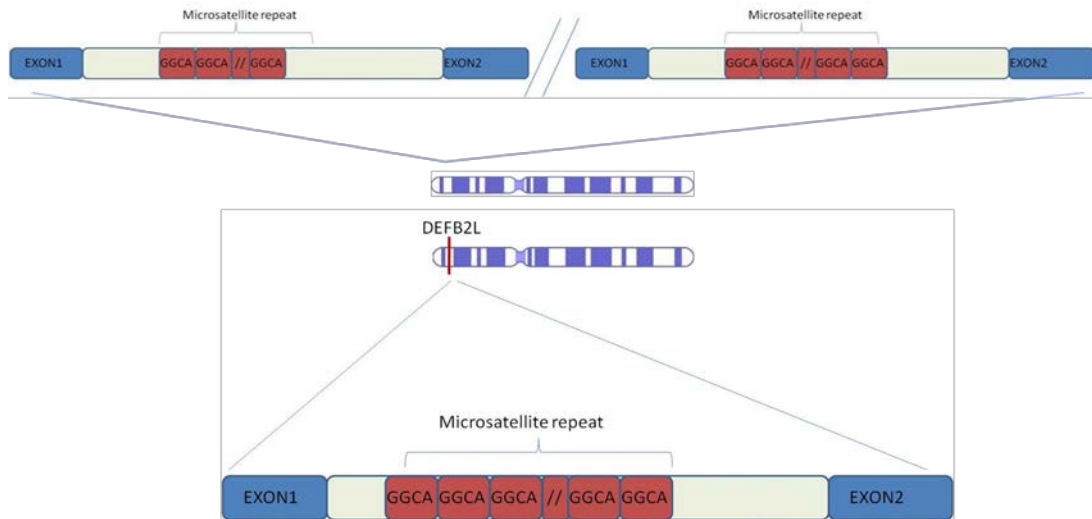 Microsatellite repeat Microsatellite repeat
EXON1 GGCA GGCA // GGCA EXON2 EXON1 GGCA GGCA // GGCA GGCA EXON2
DEFB2L
Microsatellite repeat
EXON1 GGCA GGCA GGCA // GGCA GGCA EXON2